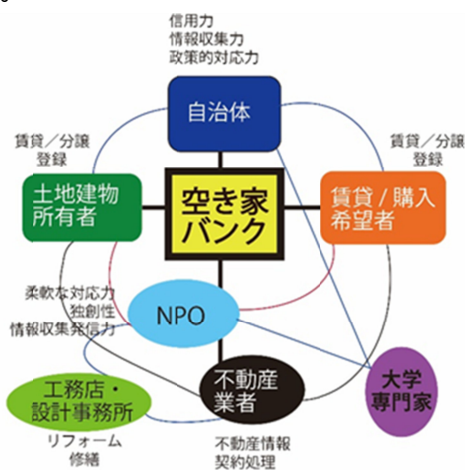 信用力
情報収集力
政策的対応力
自治体
賃貸／分譲
登録
賃貸／分譲
登録
土地建物
所有者
空き家
バンク
賃貸 / 購入
希望者
柔軟な対応力
独創性
情報収集発信力
NPO
工務店・
設計事務所
リフォーム
修繕
不動産
業者
不動産情報
契約処理
大学
専門家